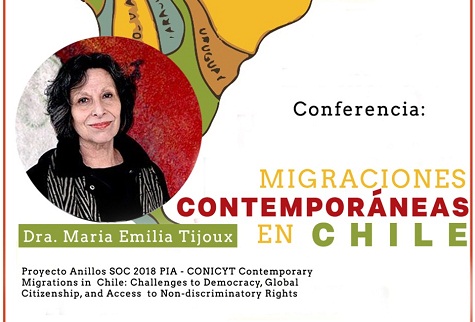 URUGUAY
Conferencia:
MIGRACIONES
CONTEMPORÁNEAS
EN CHILE
Dra. Maria Emilia Tijoux
Proyecto Anillos SOC 2018 PIA - CONICYT Contemporary
Migrations in Chile: Challenges to Democracy, Global
Citizenship, and Access to Non-discriminatory Rights